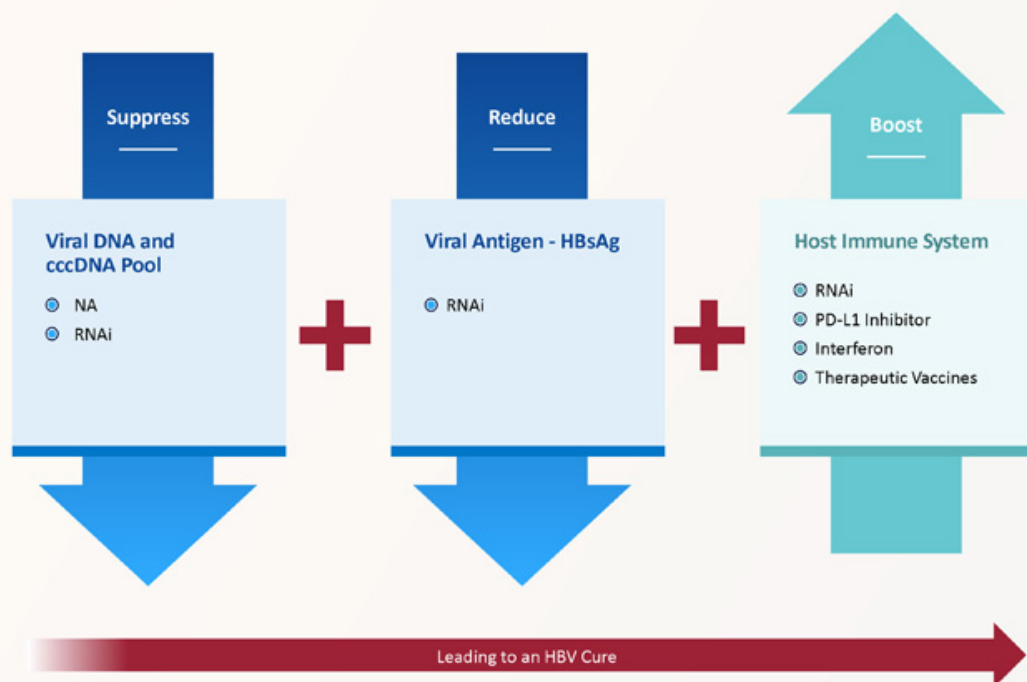 Suppress
Viral DNA and
cccDNA Pool
NA
RNAi
Reduce
Viral Antigen - HBsAg
RNAi
Boost
Host Immune System
RNAi
PD-L1 Inhibitor
Interferon
Therapeutic Vaccines
Leading to an HBV Cure